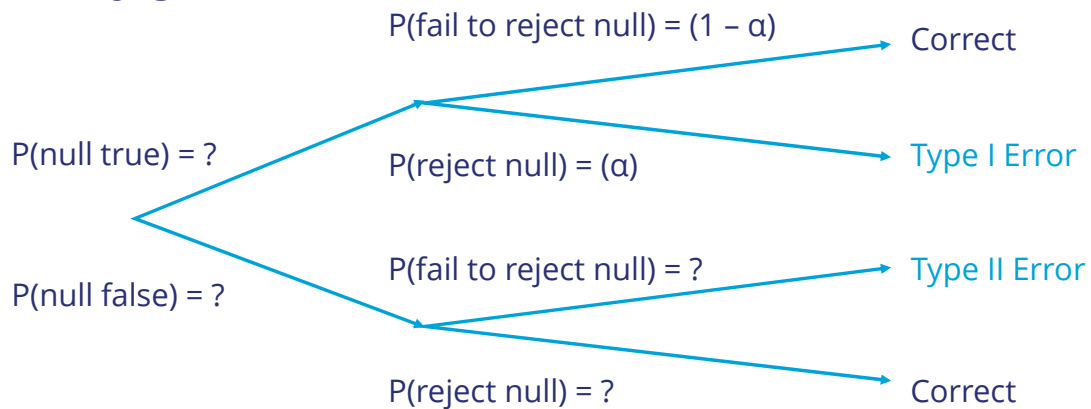 P(fail to reject null) = (1 – α)
Correct
P(null true) = ?
P(reject null) = (α)
Type I Error
P(fail to reject null) = ?
Type II Error
P(null false) = ?
P(reject null) = ?
Correct